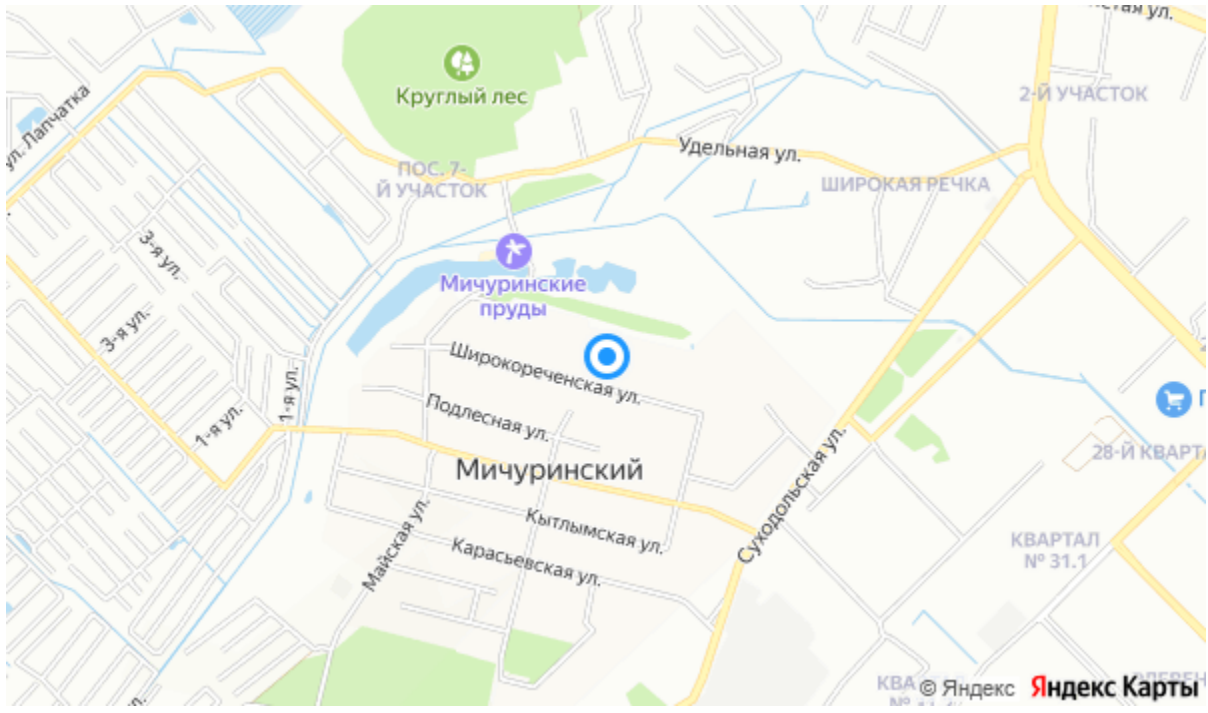 Круглый лес
2-Й УЧАСТОК
ул. Лапчатка
Удельная ул.
ПОС. 7-
Й УЧАСТОК
ШИРОКАЯ РЕЧКА
3-я ул.
Мичуринские
пруды
3-я ул.
Широкореченская ул.
1-я ул.
1-я ул.
Подлесная ул.
28-Й КВАРТА
Мичуринский
Суходольская ул.
Кытлымская ул.
Майская ул.
Карасьевская ул.
КВАРТАЛ
№ 31.1
© Яндекс Яндекс Карты